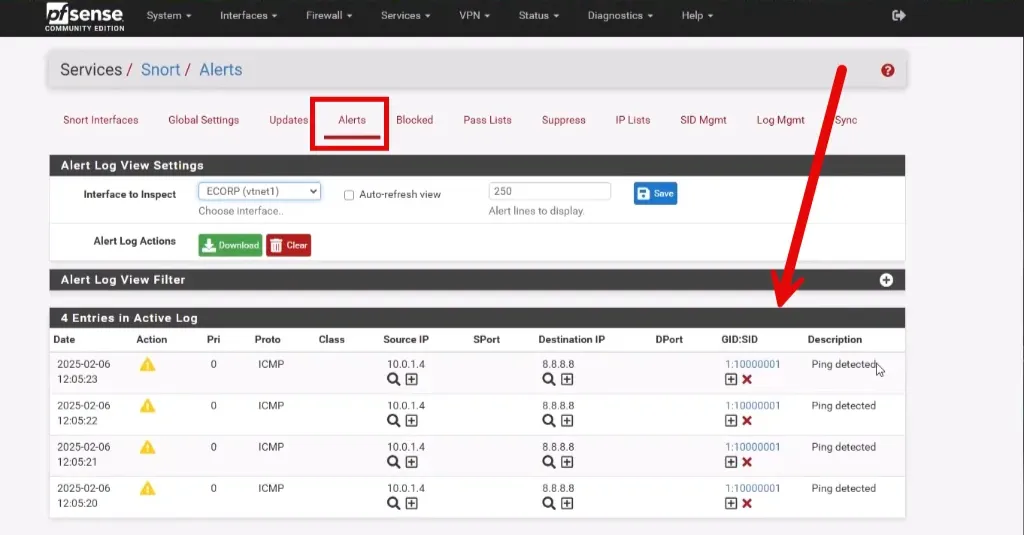 pfsense System Interfaces Firewall Services VPN Status Diagnostics Help
COMMUNITY EDITION
Services / Snort / Alerts
Snort Interfaces Global Settings Updates Alerts Blocked Pass Lists Suppress IP Lists SID Mgmt Log Mgmt Sync
Alert Log View Settings
Interface to Inspect ECORP (vtnet1) Auto-refresh view 250 Save
Choose interface.. Alert lines to display.
Alert Log Actions Download Clear
Alert Log View Filter
4 Entries in Active Log
Date Action Pri Proto Class Source IP SPort Destination IP DPort GID:SID Description
2025-02-06 0 ICMP 10.0.1.4 8.8.8.8 1:10000001 Ping detected
12:05:23
2025-02-06 0 ICMP 10.0.1.4 8.8.8.8 1:10000001 Ping detected
12:05:22
2025-02-06 0 ICMP 10.0.1.4 8.8.8.8 1:10000001 Ping detected
12:05:21
2025-02-06 0 ICMP 10.0.1.4 8.8.8.8 1:10000001 Ping detected
12:05:20